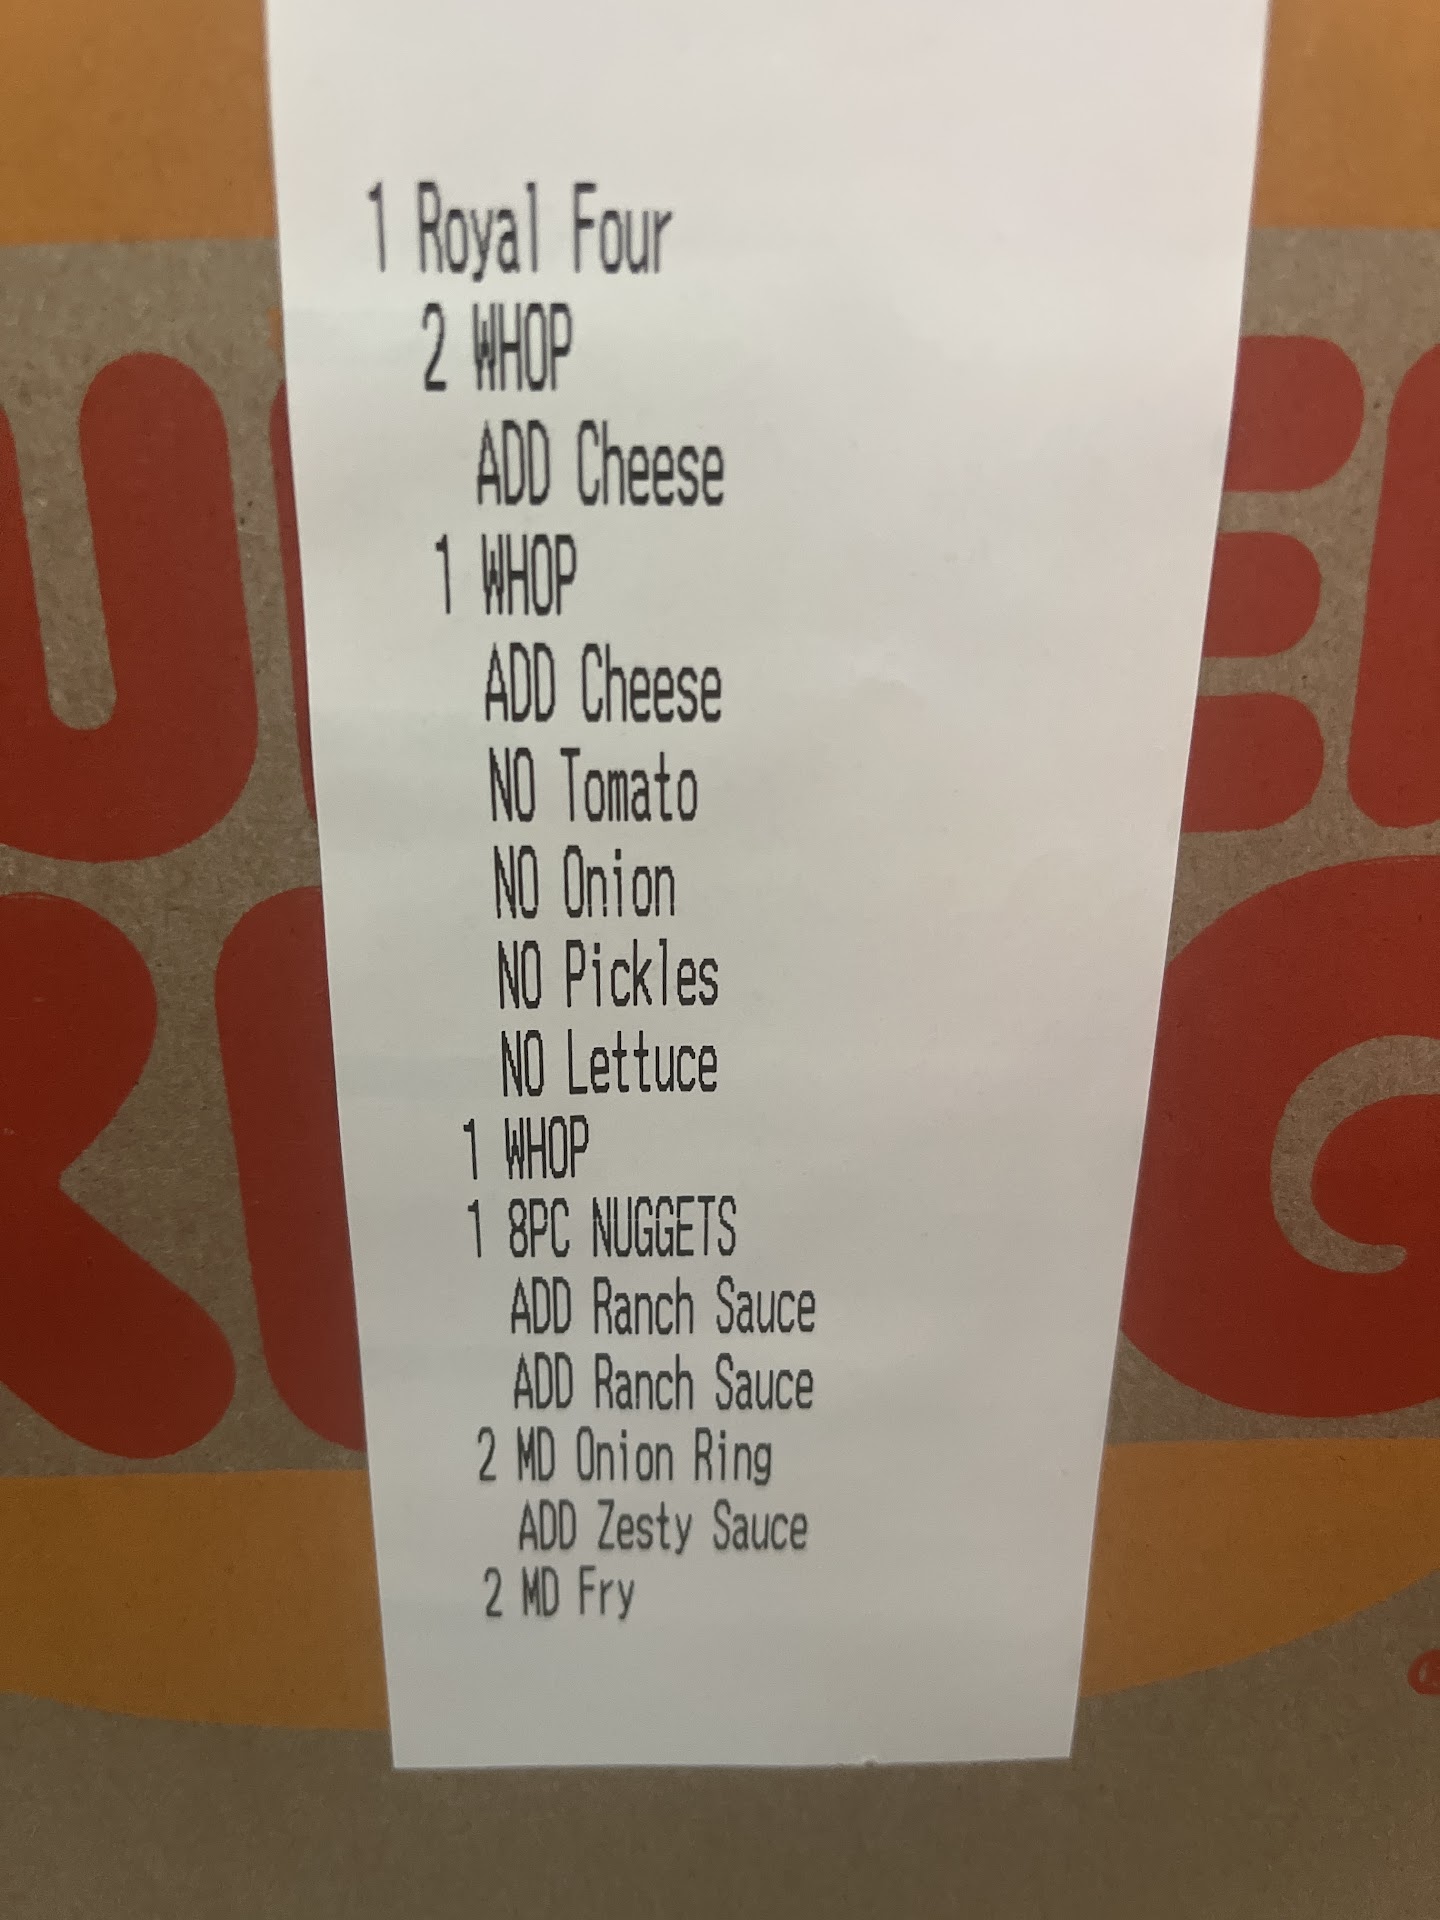 1 Royal Four
2 WHOP
ADD Cheese
1 WHOP
ADD Cheese
NO Tomato
NO Onion
NO Pickles
NO Lettuce
1 WHOP
1 8PC NUGGETS
ADD Ranch Sauce
ADD Ranch Sauce
2 MD Onion Ring
ADD Zesty Sauce
2 MD Fry